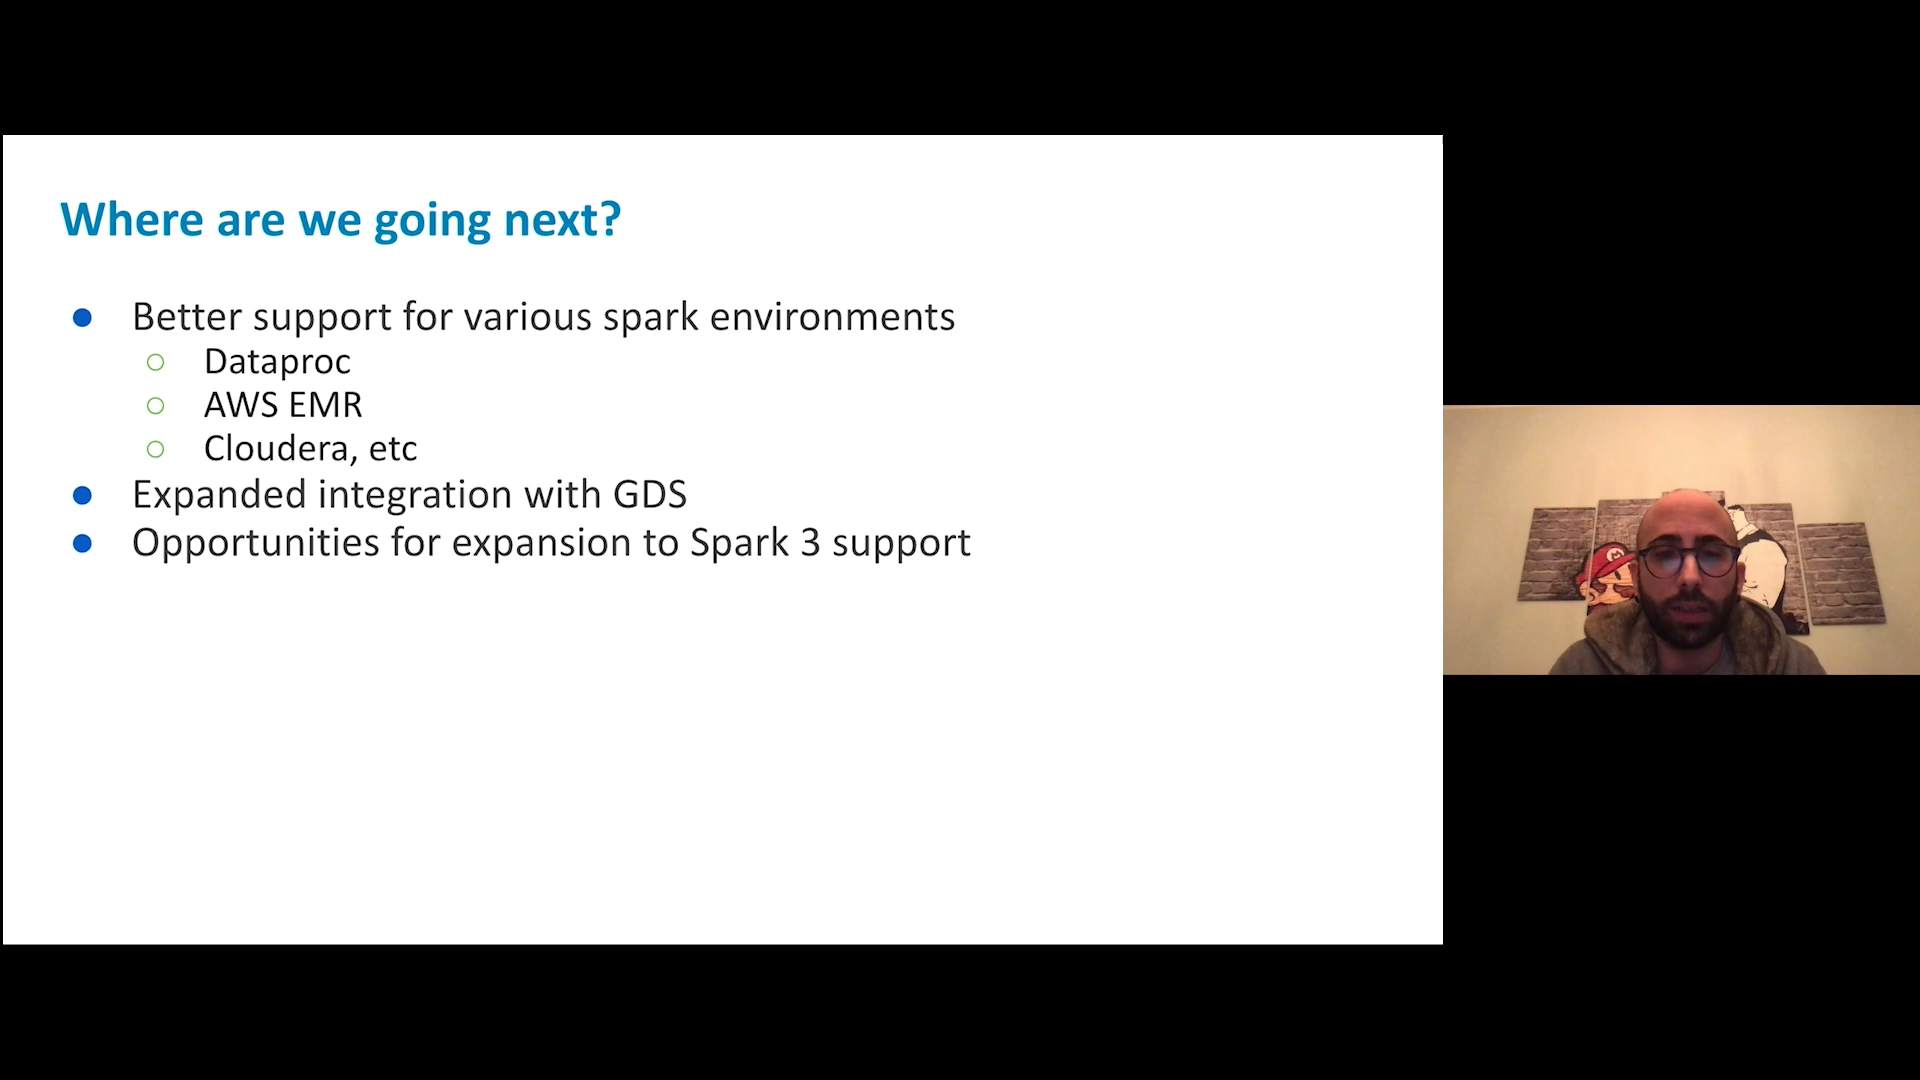 Where are we going next?
● Better support for various spark environments
○ Dataproc
○ AWS EMR
○ Cloudera, etc
● Expanded integration with GDS
● Opportunities for expansion to Spark 3 support